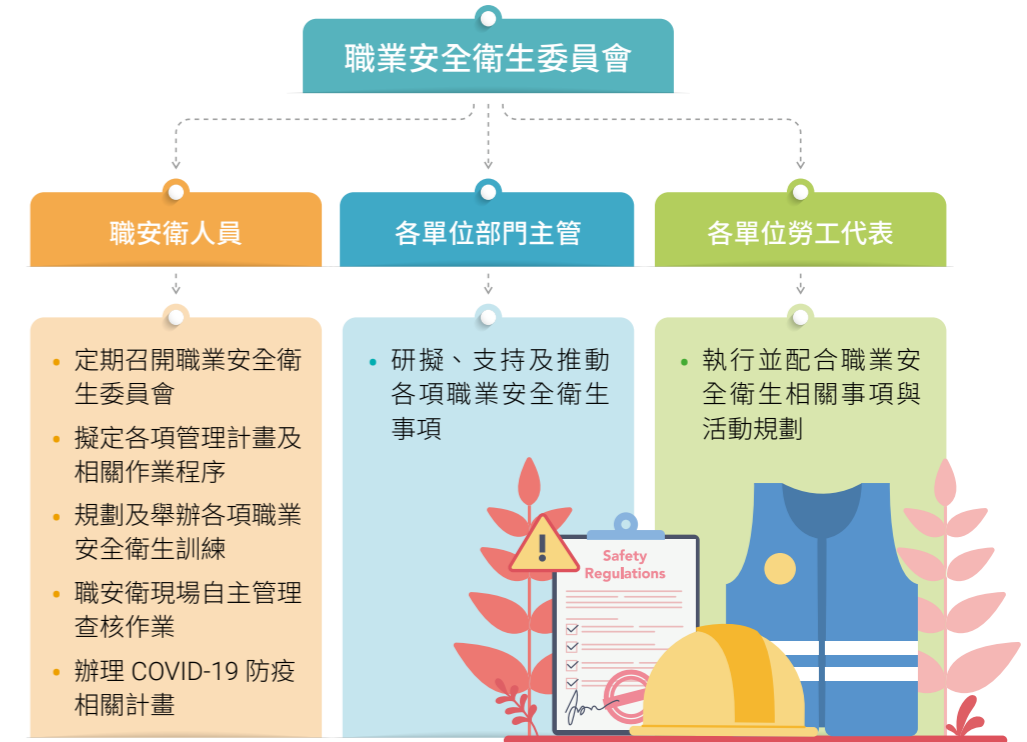 職業安全衛生委員會
職安衛人員
各單位部門主管
各單位勞工代表
• 定期召開職業安全衛
生委員會
• 擬定各項管理計畫及
相關作業程序
• 規劃及舉辦各項職業
安全衛生訓練
• 職安衛現場自主管理
查核作業
• 辦理 COVID-19 防疫
相關計畫
• 研擬、支持及推動
各項職業安全衛生
事項
• 執行並配合職業安
全衛生相關事項與
活動規劃
Safety
Regulations